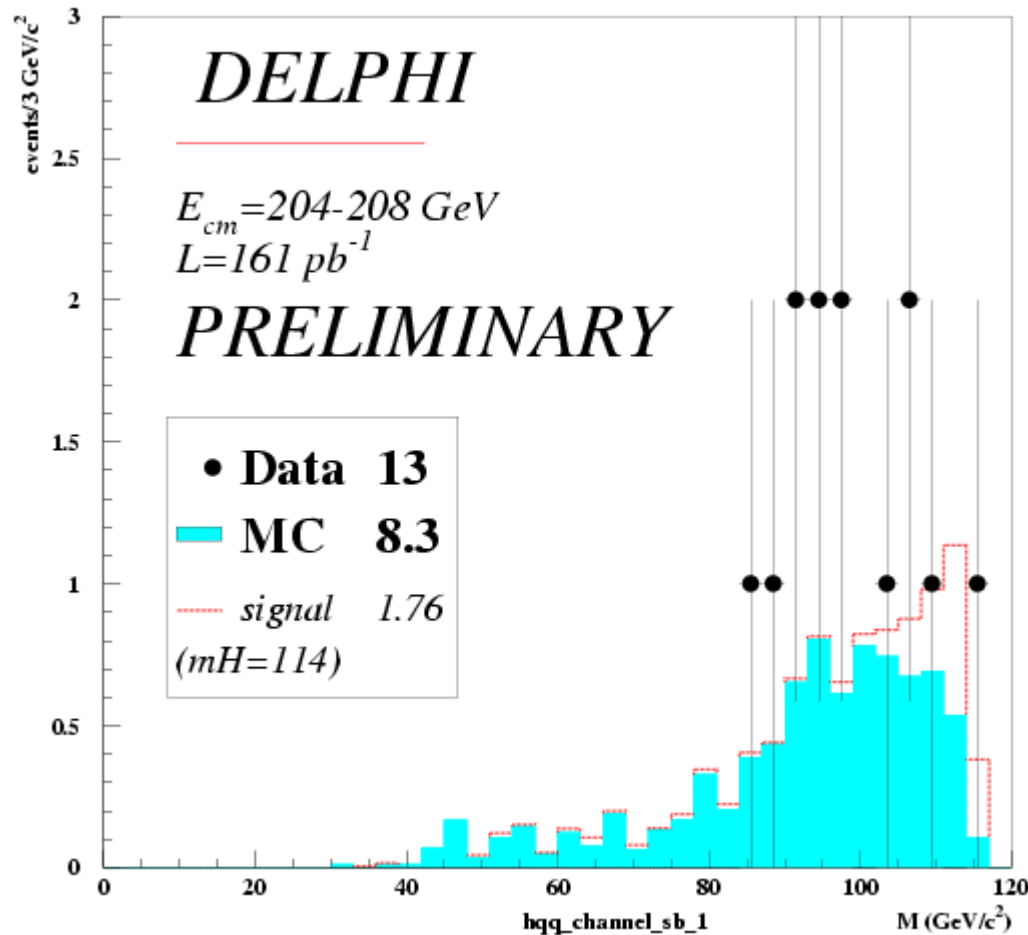 DELPHI
E_cm=204-208 GeV
L=161 pb^-1
PRELIMINARY
Data 13
MC 8.3
signal 1.76
(mH=114)
events/3 GeV/c^2
3
2.5
2
1.5
1
0.5
0
0 20 40 60 80 100 120
hqq_channel_sb_1 M (GeV/c^2)